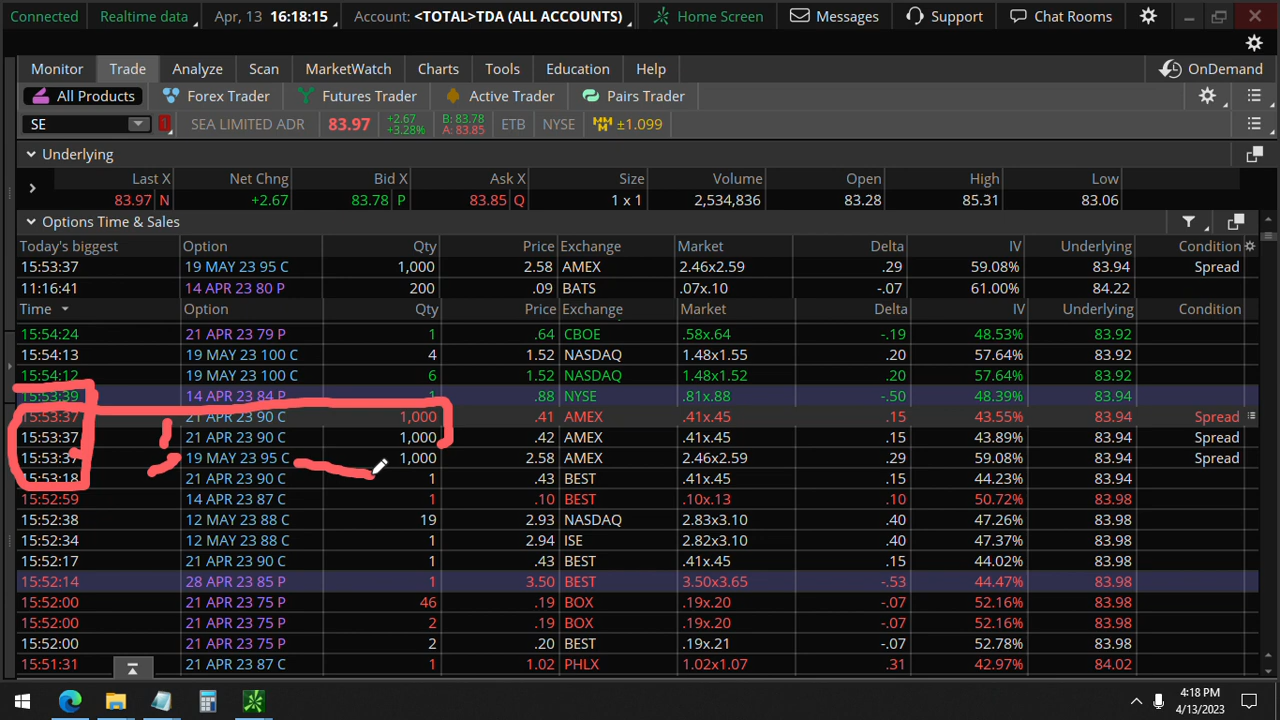 Connected Realtime data Apr, 13 16:18:15 Account: <TOTAL>TDA (ALL ACCOUNTS) Home Screen Messages Support Chat Rooms
Monitor Trade Analyze Scan MarketWatch Charts Tools Education Help OnDemand
All Products Forex Trader Futures Trader Active Trader Pairs Trader
SE 1 SEA LIMITED ADR 83.97 +2.67 +3.28% B: 83.78 A: 83.85 ETB NYSE MM ±1.099
Underlying
Last X Net Chng Bid X Ask X Size Volume Open High Low
83.97 N +2.67 83.78 P 83.85 Q 1 x 1 2,534,836 83.28 85.31 83.06
Options Time & Sales
Today's biggest Option Qty Price Exchange Market Delta IV Underlying Condition
15:53:37 19 MAY 23 95 C 1,000 2.58 AMEX 2.46x2.59 .29 59.08% 83.94 Spread
11:16:41 14 APR 23 80 P 200 .09 BATS .07x.10 -.07 61.00% 84.22
Time Option Qty Price Exchange Market Delta IV Underlying Condition
15:54:24 21 APR 23 79 P 1 .64 CBOE .58x.64 -.19 48.53% 83.92
15:54:13 19 MAY 23 100 C 4 1.52 NASDAQ 1.48x1.55 .20 57.64% 83.92
15:54:12 19 MAY 23 100 C 6 1.52 NASDAQ 1.48x1.52 .20 57.64% 83.92
15:53:39 14 APR 23 84 P 1 .88 NYSE .81x.88 -.50 48.39% 83.94
15:53:37 21 APR 23 90 C 1,000 .41 AMEX .41x.45 .15 43.55% 83.94 Spread
15:53:37 21 APR 23 90 C 1,000 .42 AMEX .41x.45 .15 43.89% 83.94 Spread
15:53:37 19 MAY 23 95 C 1,000 2.58 AMEX 2.46x2.59 .29 59.08% 83.94 Spread
15:53:18 21 APR 23 90 C 1 .43 BEST .41x.45 .15 44.23% 83.94
15:52:59 14 APR 23 87 C 1 .10 BEST .10x.13 .10 50.72% 83.98
15:52:38 12 MAY 23 88 C 19 2.93 NASDAQ 2.83x3.10 .40 47.26% 83.98
15:52:34 12 MAY 23 88 C 1 2.94 ISE 2.82x3.10 .40 47.37% 83.98
15:52:17 21 APR 23 90 C 1 .43 BEST .41x.45 .15 44.02% 83.98
15:52:14 28 APR 23 85 P 1 3.50 BEST 3.50x3.65 -.53 44.47% 83.98
15:52:00 21 APR 23 75 P 46 .19 BOX .19x.20 -.07 52.16% 83.98
15:52:00 21 APR 23 75 P 2 .19 BOX .19x.20 -.07 52.16% 83.98
15:52:00 21 APR 23 75 P 2 .20 BEST .19x.21 -.07 52.78% 83.98
15:51:31 21 APR 23 87 C 1 1.02 PHLX 1.02x1.07 .31 42.97% 84.02
4:18 PM
4/13/2023